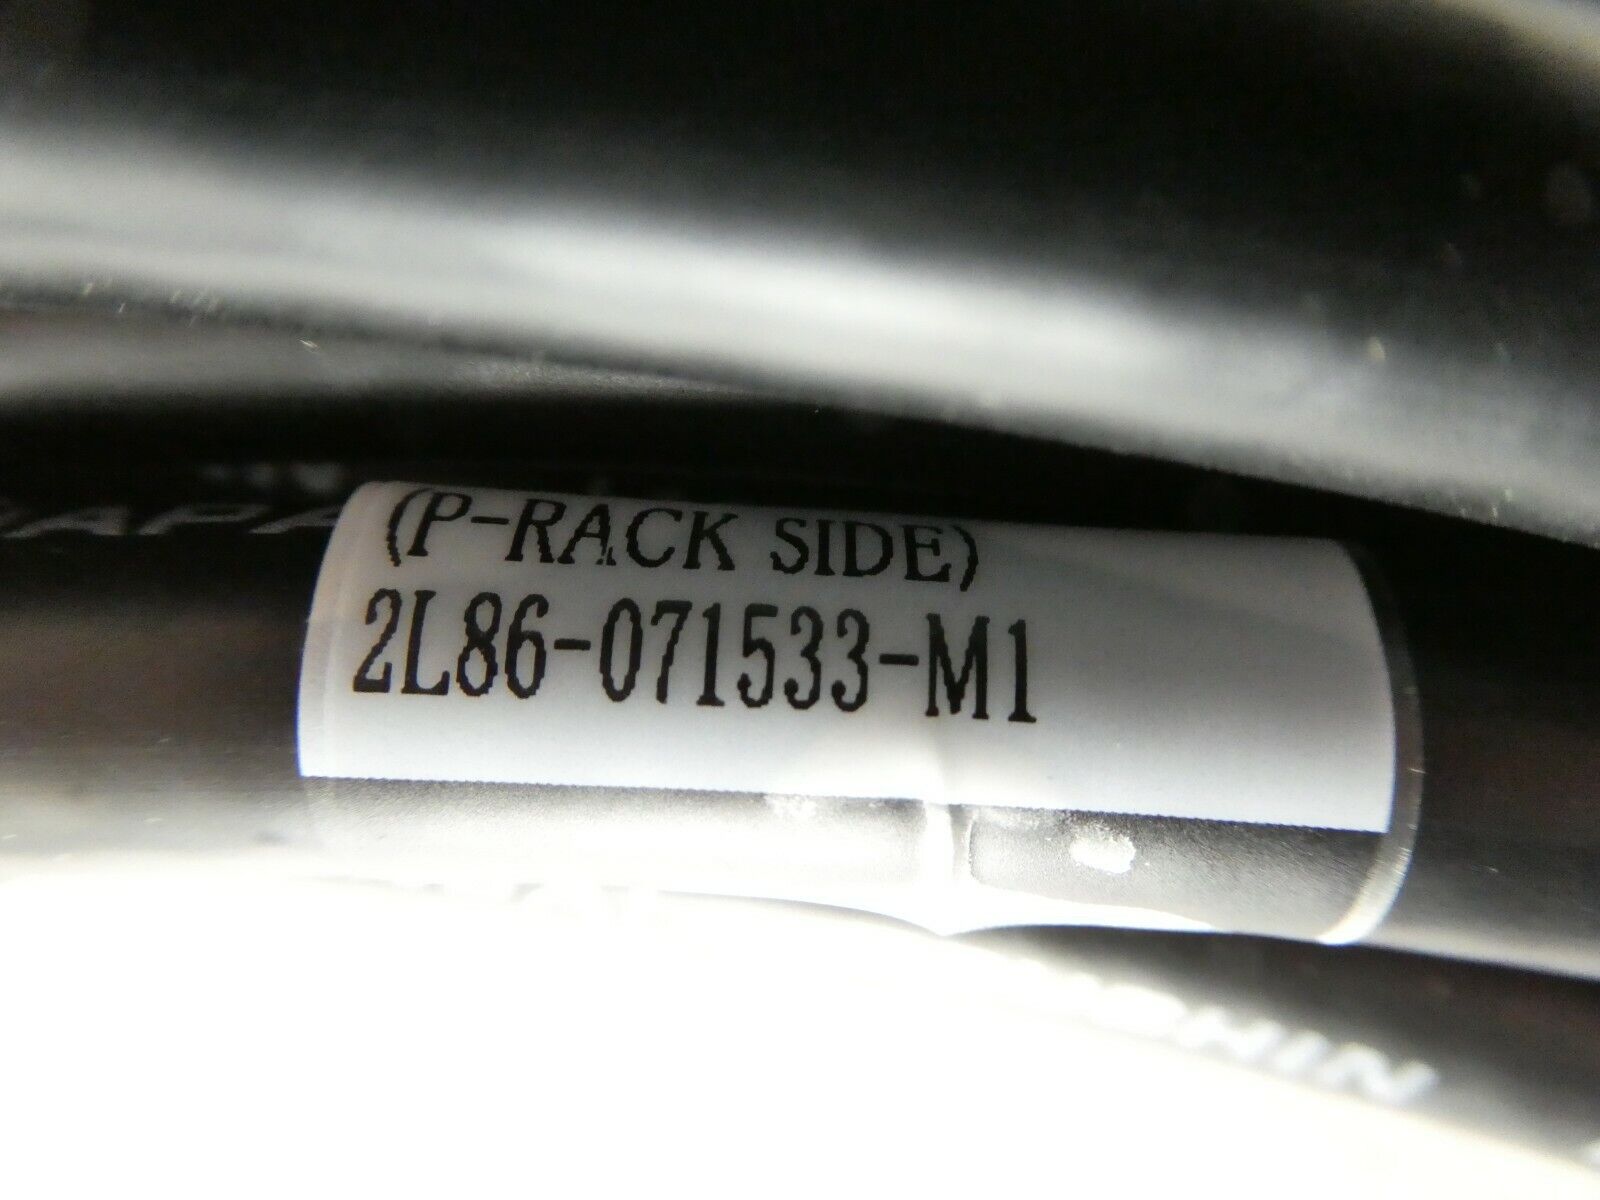 (P-RACK SIDE)
2L86-071533-M1